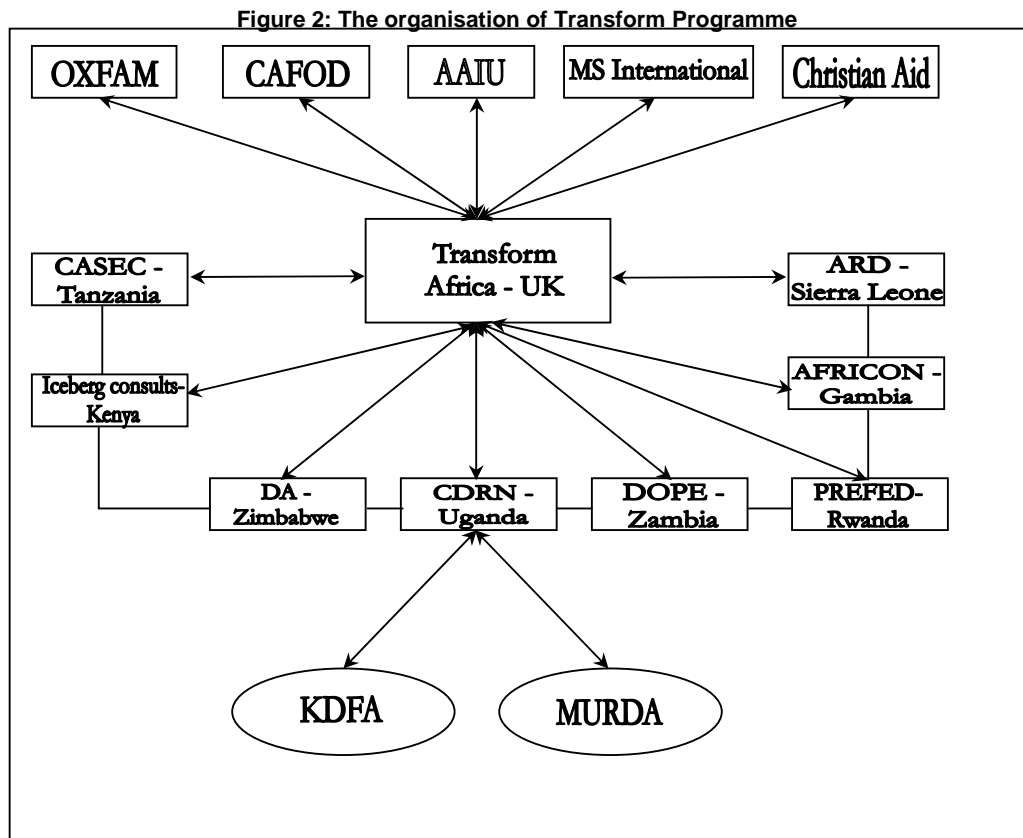 Figure 2: The organisation of Transform Programme
OXFAM
CAFOD
AAIU
MS International
Christian Aid
Transform
Africa - UK
CASEC -
Tanzania
ARD -
Sierra Leone
Iceberg consults-
Kenya
AFRICON -
Gambia
DA -
Zimbabwe
CDRN -
Uganda
DOPE -
Zambia
PREFED-
Rwanda
KDFA
MURDA